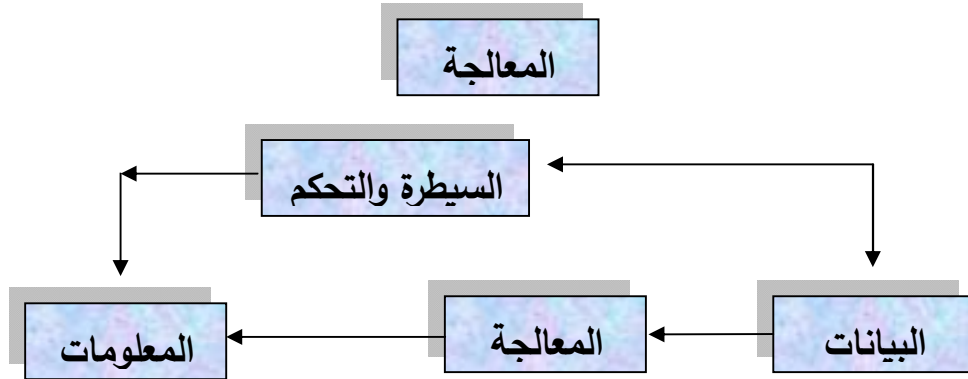 المعالجة
السيطرة والتحكم
البيانات
المعالجة
المعلومات